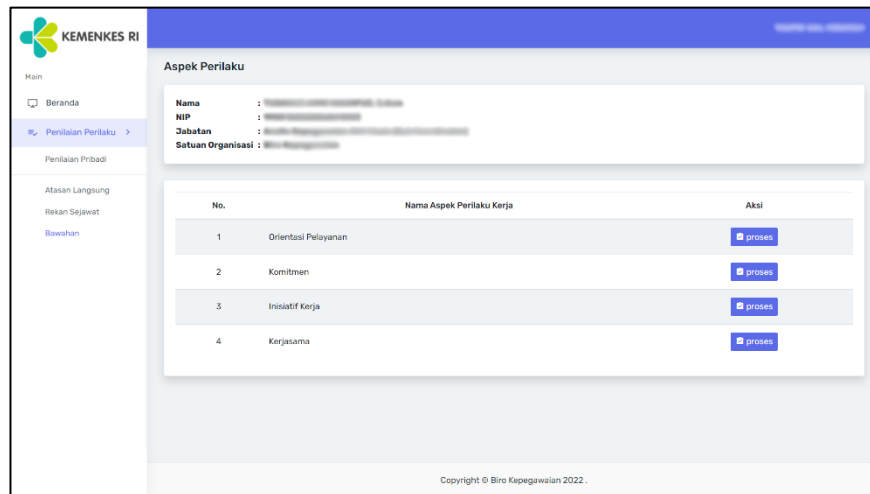 KEMENKES RI
Main
Beranda
Penilaian Perilaku >
Penilaian Pribadi
Atasan Langsung
Rekan Sejawat
Bawahan
Aspek Perilaku
Nama :
NIP :
Jabatan :
Satuan Organisasi :
No. Nama Aspek Perilaku Kerja Aksi
1 Orientasi Pelayanan proses
2 Komitmen proses
3 Inisiatif Kerja proses
4 Kerjasama proses
Copyright © Biro Kepegawaian 2022 .